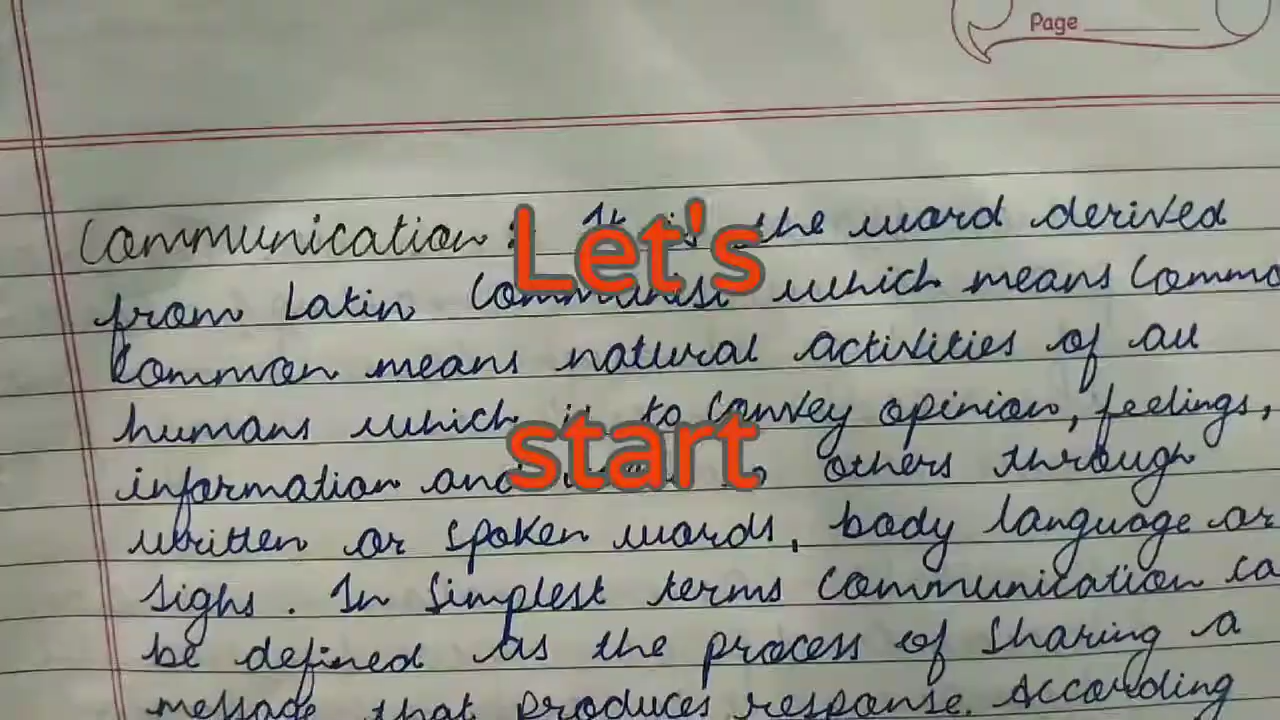 Page
Communication : It is the word derived
from Latin which means Commo
Common means natural activities of all
humans which is to convey opinion, feelings,
information and others through
written or spoken words, body language or
sighs. In simplest terms communication ca
be defined as the process of sharing a
message that produces response. According
Let's
start